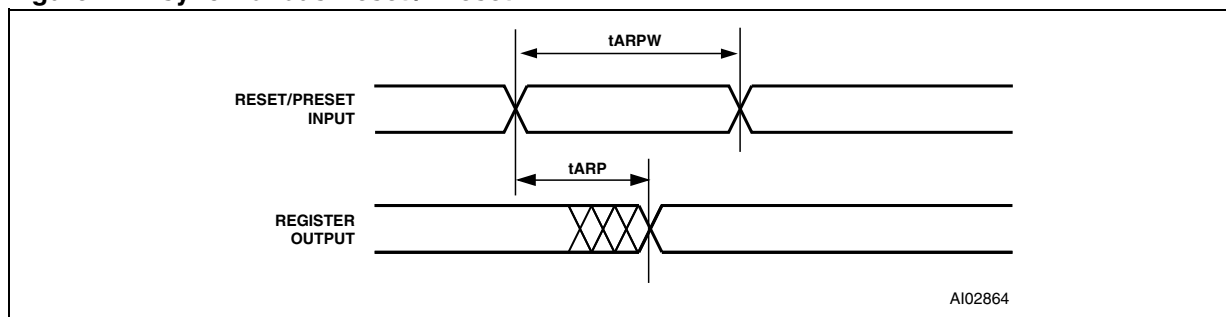 tARPW
RESET/PRESET
INPUT
tARP
REGISTER
OUTPUT
AI02864